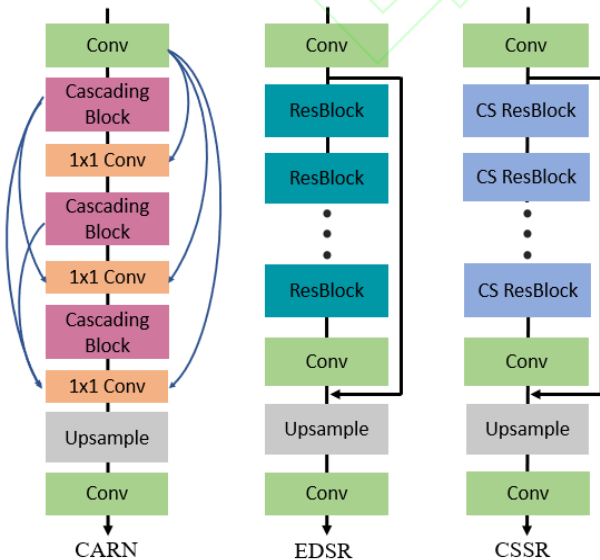 Conv
Cascading
Block
1x1 Conv
Cascading
Block
1x1 Conv
Cascading
Block
1x1 Conv
Upsample
Conv
CARN
Conv
ResBlock
ResBlock
ResBlock
Conv
Upsample
Conv
EDSR
Conv
CS ResBlock
CS ResBlock
CS ResBlock
Conv
Upsample
Conv
CSSR